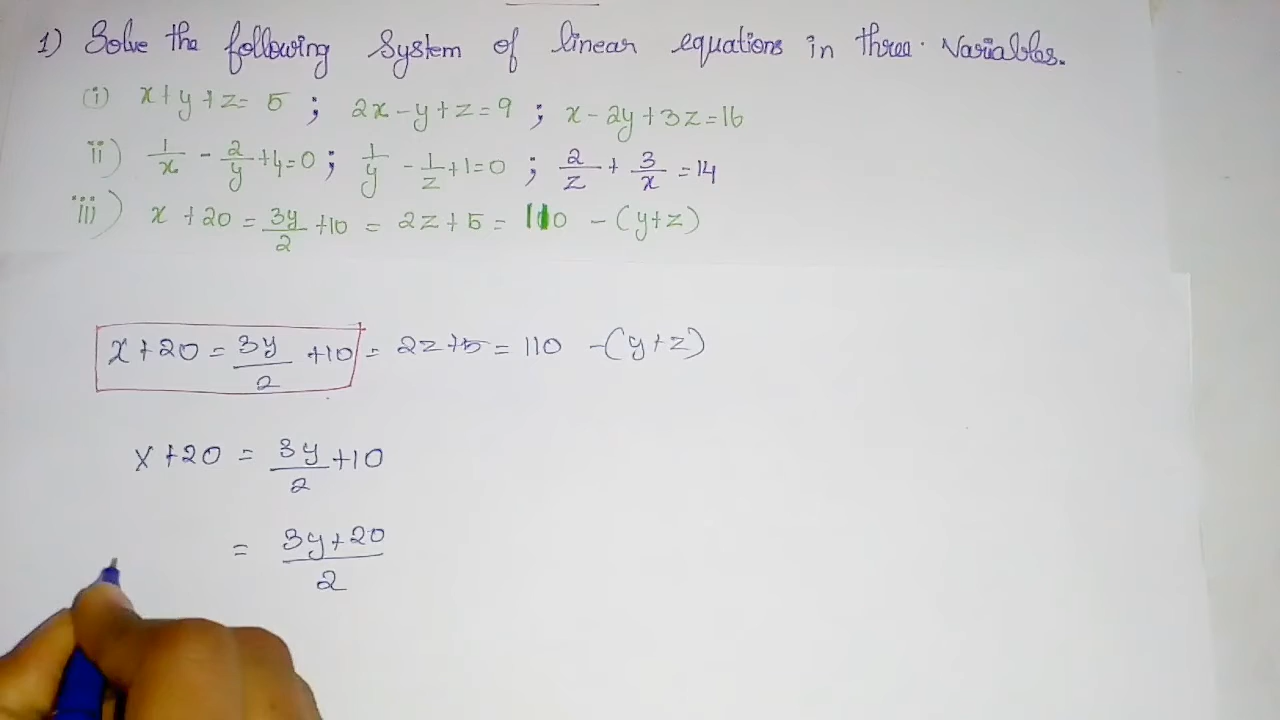 1) Solve the following System of linear equations in three Variables.
(i) x+y+z=5 ; 2x-y+z=9 ; x-2y+3z=16
ii) 1/x - 2/y +4=0 ; 1/y - 1/z +1=0 ; 2/z + 3/x =14
iii) x +20 = 3y/2 +10 = 2z+5 = 110 -(y+z)
x+20 = 3y/2 +10 = 2z+5 = 110 -(y+z)
x+20 = 3y/2 +10
= 3y+20/2